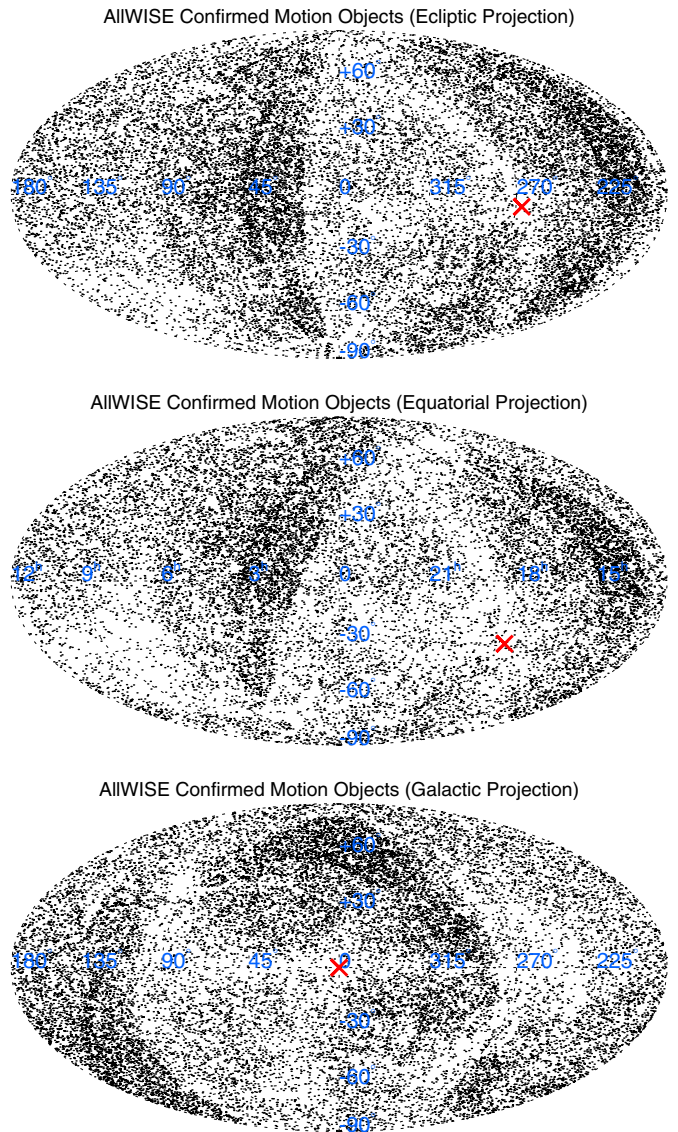 AllWISE Confirmed Motion Objects (Ecliptic Projection)
+60°
+30°
180° 135° 90° 45° 0 315° 270° 225°
-30°
-60°
-90°
AllWISE Confirmed Motion Objects (Equatorial Projection)
+60°
+30°
12ʰ 9ʰ 6ʰ 3ʰ 0 21ʰ 18ʰ 15ʰ
-30°
-60°
-90°
AllWISE Confirmed Motion Objects (Galactic Projection)
+60°
+30°
180° 135° 90° 45° 0 315° 270° 225°
-30°
-60°
-90°